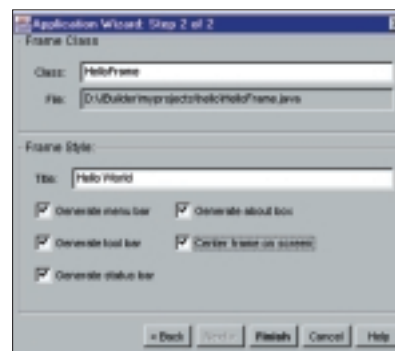 Application Wizard: Step 2 of 2
Frame Class
Class: HelloFrame
File: D:\JBuilder\myprojects\hello\HelloFrame.java
Frame Style:
Title: Hello World
Generate menu bar Generate about box
Generate tool bar Center frame on screen
Generate status bar
« Back Next » Finish Cancel Help